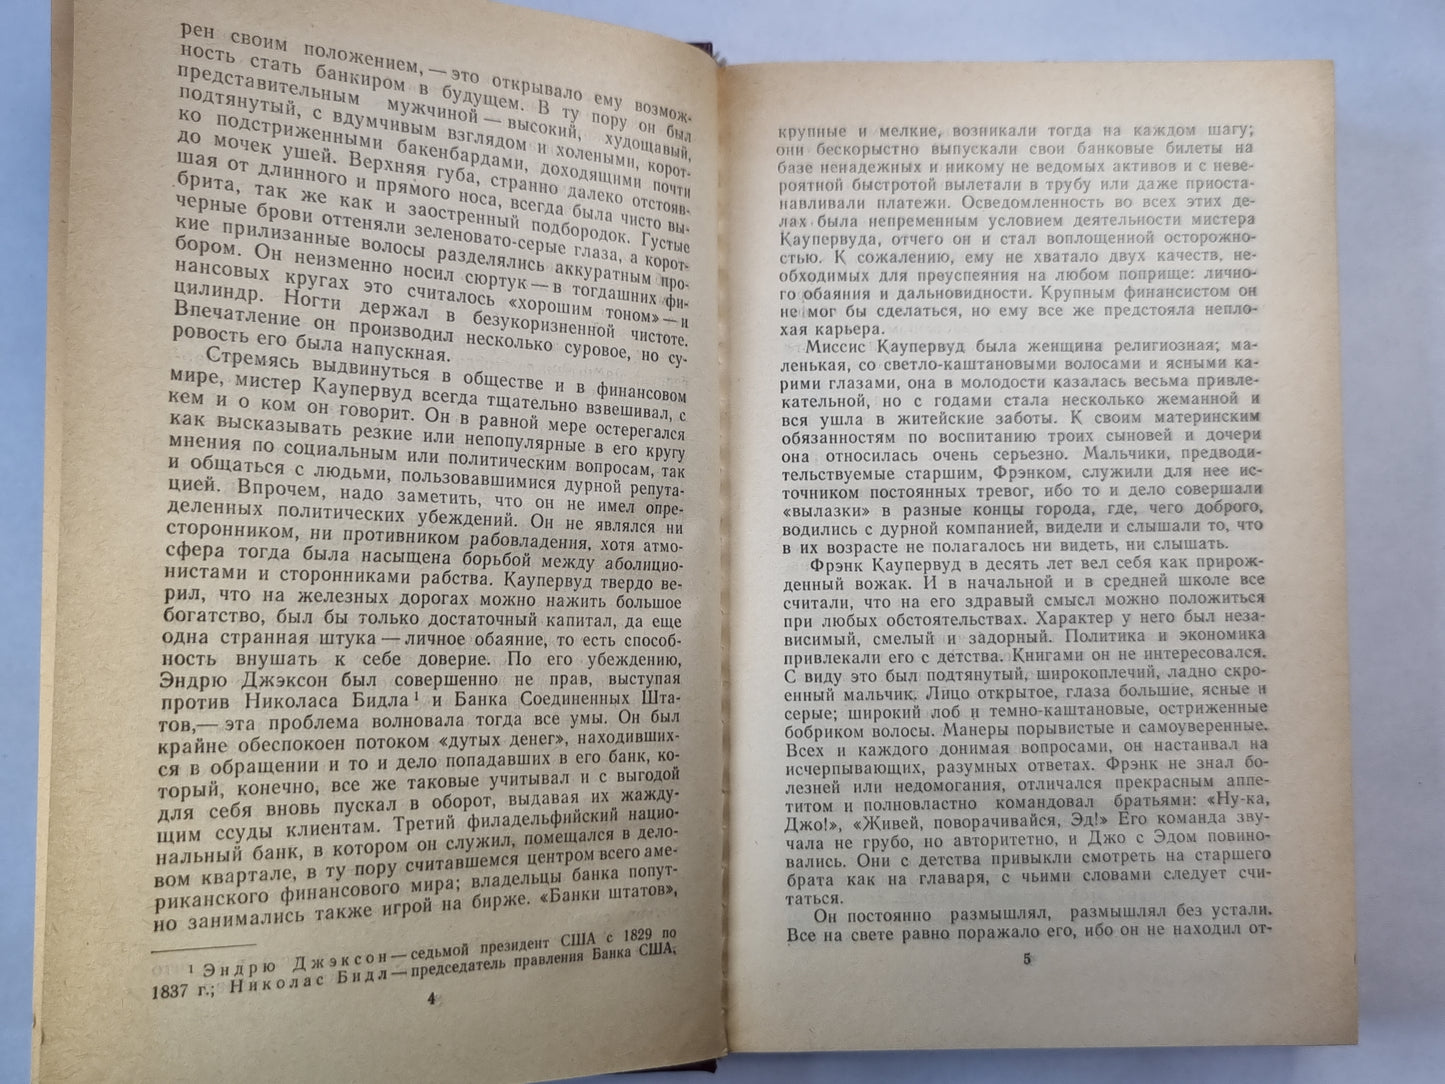 рен своим положением, — это открывало ему возмож-
ность стать банкиром в будущем. В ту пору он был
представительным мужчиной — высокий, худощавый,
подтянутый, с вдумчивым взглядом и холеными, корот-
ко подстриженными бакенбардами, доходящими почти
до мочек ушей. Верхняя губа, странно далеко отстояв-
шая от длинного и прямого носа, всегда была чисто вы-
брита, так же как и заостренный подбородок. Густые
черные брови оттеняли зеленовато-серые глаза, а корот-
кие прилизанные волосы разделялись аккуратным про-
бором. Он неизменно носил сюртук — в тогдашних фи-
нансовых кругах это считалось «хорошим тоном» — и
цилиндр. Ногти держал в безукоризненной чистоте.
Впечатление он производил несколько суровое, но су-
ровость его была напускная.
Стремясь выдвинуться в обществе и в финансовом
мире, мистер Каупервуд всегда тщательно взвешивал, с
кем и о ком он говорит. Он в равной мере остерегался
как высказывать резкие или непопулярные в его кругу
мнения по социальным или политическим вопросам, так
и общаться с людьми, пользовавшимися дурной репута-
цией. Впрочем, надо заметить, что он не имел опре-
деленных политических убеждений. Он не являлся ни
сторонником, ни противником рабовладения, хотя атмо-
сфера тогда была насыщена борьбой между аболицио-
нистами и сторонниками рабства. Каупервуд твердо ве-
рил, что на железных дорогах можно нажить большое
богатство, был бы только достаточный капитал, да еще
одна странная штука — личное обаяние, то есть способ-
ность внушать к себе доверие. По его убеждению,
Эндрю Джэксон был совершенно не прав, выступая
против Николаса Бидла¹ и Банка Соединенных Шта-
тов,— эта проблема волновала тогда все умы. Он был
крайне обеспокоен потоком «дутых денег», находивших-
ся в обращении и то и дело попадавших в его банк, ко-
торый, конечно, все же таковые учитывал и с выгодой
для себя вновь пускал в оборот, выдавая их жажду-
щим ссуды клиентам. Третий филадельфийский нацио-
нальный банк, в котором он служил, помещался в дело-
вом квартале, в ту пору считавшемся центром всего аме-
риканского финансового мира; владельцы банка попут-
но занимались также игрой на бирже. «Банки штатов»,
¹ Эндрю Джэксон — седьмой президент США с 1829 по
1837 г.; Николас Бидл — председатель правления Банка США.
4
крупные и мелкие, возникали тогда на каждом шагу;
они бескорыстно выпускали свои банковые билеты на
базе ненадежных и никому не ведомых активов и с неве-
роятной быстротой вылетали в трубу или даже приоста-
навливали платежи. Осведомленность во всех этих де-
лах была непременным условием деятельности мистера
Каупервуда, отчего он и стал воплощенной осторожно-
стью. К сожалению, ему не хватало двух качеств, не-
обходимых для преуспеяния на любом поприще: лично-
го обаяния и дальновидности. Крупным финансистом он
не мог бы сделаться, но ему все же предстояла непло-
хая карьера.
Миссис Каупервуд была женщина религиозная; ма-
ленькая, со светло-каштановыми волосами и ясными ка-
рими глазами, она в молодости казалась весьма привле-
кательной, но с годами стала несколько жеманной и
вся ушла в житейские заботы. К своим материнским
обязанностям по воспитанию троих сыновей и дочери
она относилась очень серьезно. Мальчики, предводи-
тельствуемые старшим, Фрэнком, служили для нее ис-
точником постоянных тревог, ибо то и дело совершали
«вылазки» в разные концы города, где, чего доброго,
водились с дурной компанией, видели и слышали то, что
в их возрасте не полагалось ни видеть, ни слышать.
Фрэнк Каупервуд в десять лет вел себя как прирож-
денный вожак. И в начальной и в средней школе все
считали, что на его здравый смысл можно положиться
при любых обстоятельствах. Характер у него был неза-
висимый, смелый и задорный. Политика и экономика
привлекали его с детства. Книгами он не интересовался.
С виду это был подтянутый, широкоплечий, ладно скро-
енный мальчик. Лицо открытое, глаза большие, ясные и
серые; широкий лоб и темно-каштановые, остриженные
бобриком волосы. Манеры порывистые и самоуверенные.
Всех и каждого донимая вопросами, он настаивал на
исчерпывающих, разумных ответах. Фрэнк не знал бо-
лезней или недомогания, отличался прекрасным аппе-
титом и полновластно командовал братьями: «Ну-ка,
Джо!», «Живей, поворачивайся, Эд!» Его команда зву-
чала не грубо, но авторитетно, и Джо с Эдом повино-
вались. Они с детства привыкли смотреть на старшего
брата как на главаря, с чьими словами следует счи-
таться.
Он постоянно размышлял, размышлял без устали.
Все на свете равно поражало его, ибо он не находил от-
5